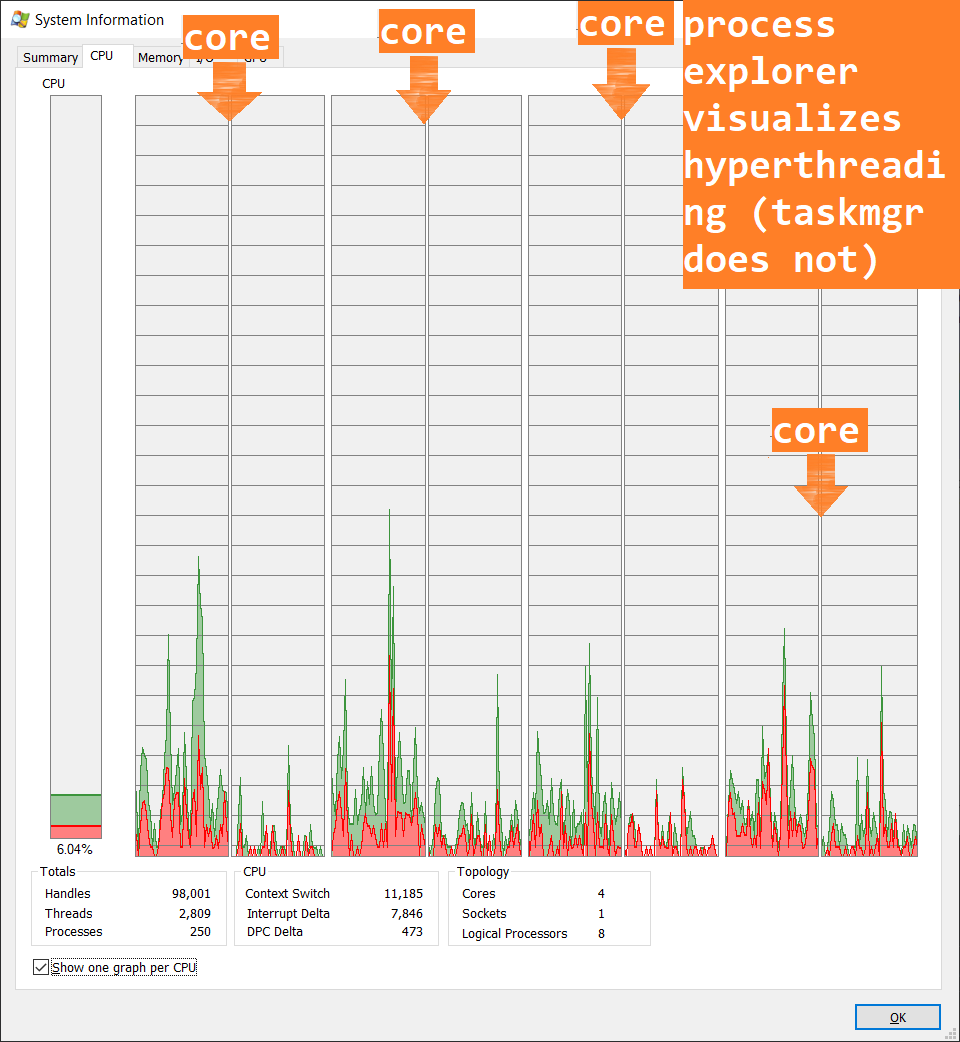 System Information
core
core
core
process
explorer
visualizes
hyperthreadi
ng (taskmgr
does not)
Summary
CPU
Memory
CPU
core
6.04%
Totals
Handles 98,001
Threads 2,809
Processes 250
CPU
Context Switch 11,185
Interrupt Delta 7,846
DPC Delta 473
Topology
Cores 4
Sockets 1
Logical Processors 8
Show one graph per CPU
OK